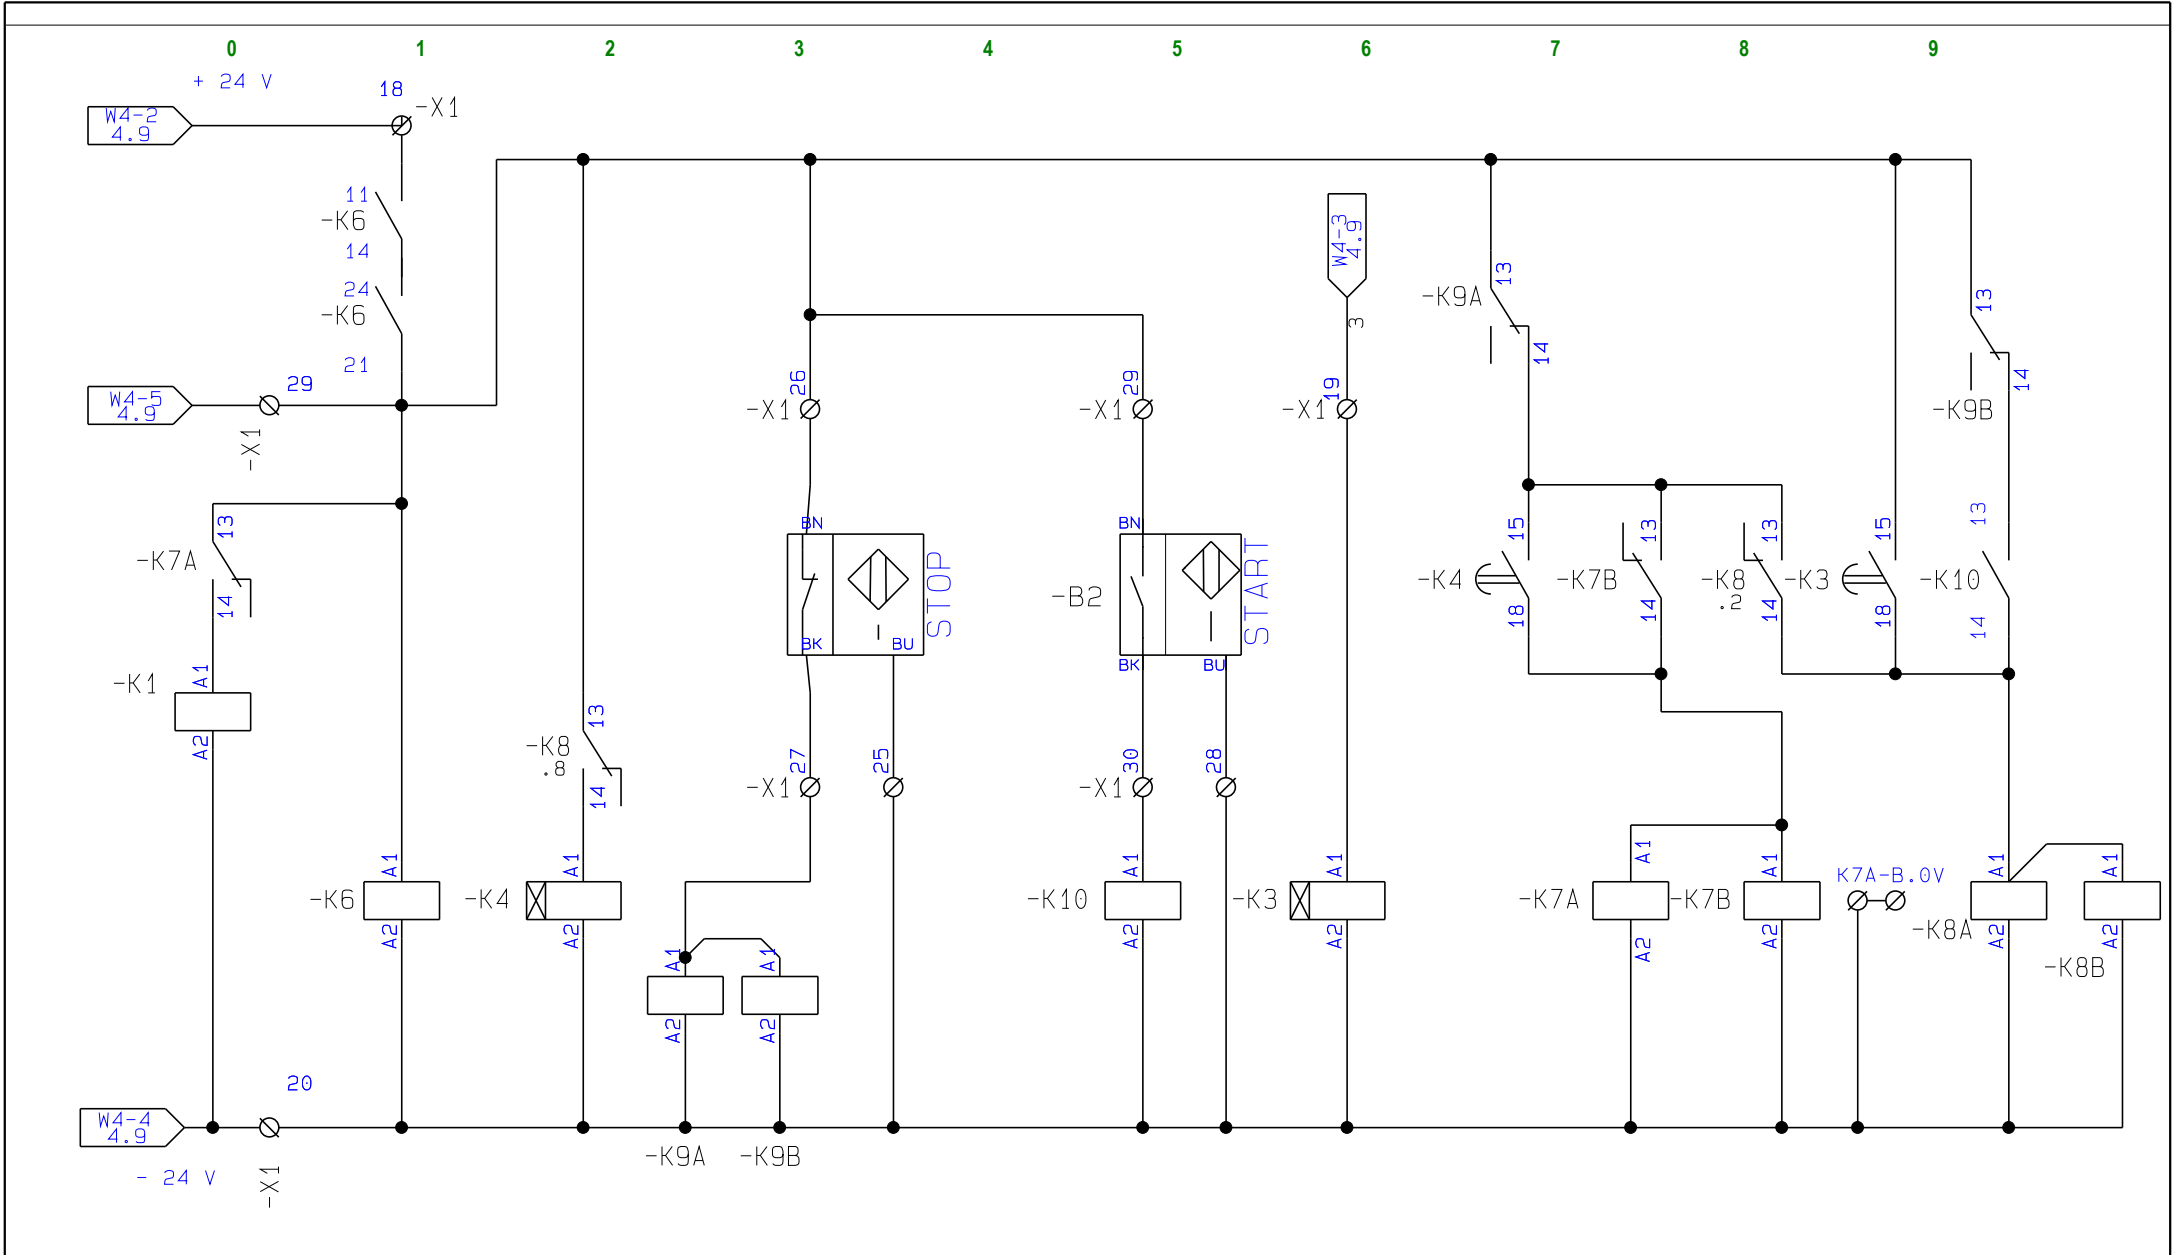 0 1 2 3 4 5 6 7 8 9
+ 24 V
18
-X1
W4-2
4.9
11
-K6
14
24
-K6
21
W4-5
4.9
29
-X1
13
-K7A
14
A1
-K1
A2
A1
-K6
A2
13
-K8
.8
14
A1
-K4
A2
26
-X1
BN
STOP
BK
BU
27
-X1
25
A1
A1
A2
A2
-K9A
-K9B
29
-X1
BN
-B2
START
BK
BU
30
-X1
28
A1
-K10
A2
W4-3
4.9
3
19
-X1
A1
-K3
A2
13
-K9A
14
13
14
-K9B
15
-K4
18
13
-K7B
14
13
-K8
.2
14
15
-K3
18
13
-K10
14
A1
-K7A
A2
A1
-K7B
A2
K7A-B.0V
A1
-K8A
A2
A1
A2
-K8B
20
W4-4
4.9
- 24 V
-X1